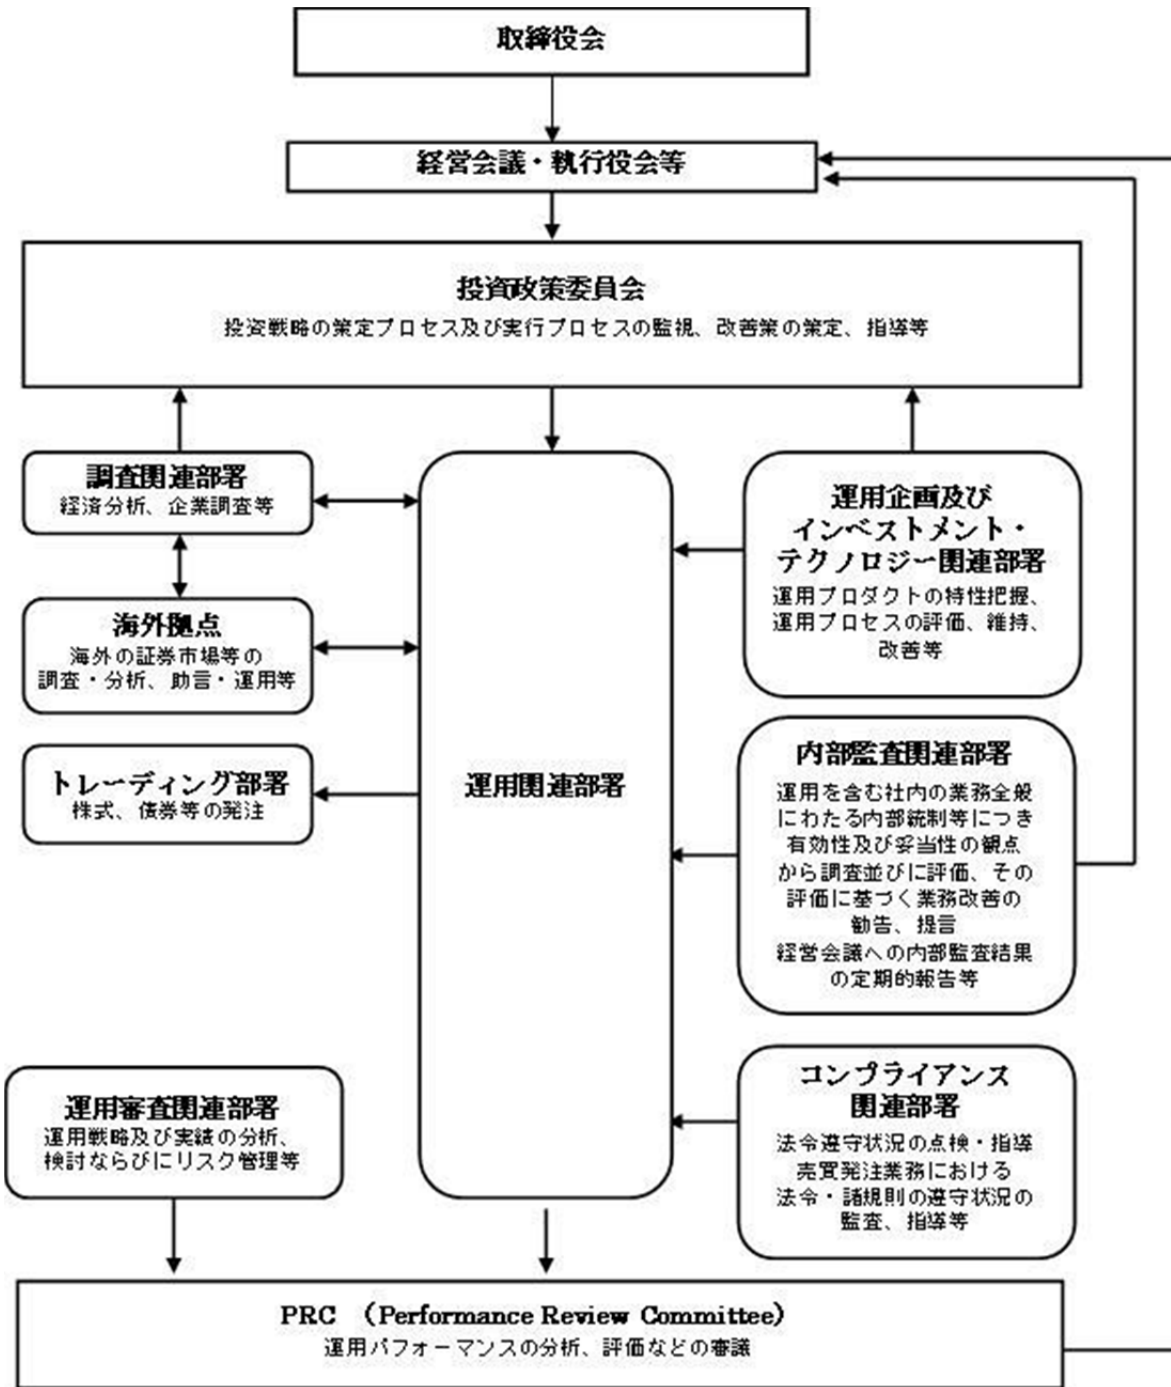 取締役会
経営会議・執行役会等
投資政策委員会
投資戦略の策定プロセス及び実行プロセスの監視、改善策の策定、指導等
調査関連部署
経済分析、企業調査等
海外拠点
海外の証券市場等の
調査・分析、助言・運用等
トレーディング部署
株式、債券等の発注
運用関連部署
運用企画及び
インベストメント・
テクノロジー関連部署
運用プロダクトの特性把握、
運用プロセスの評価、維持、
改善等
内部監査関連部署
運用を含む社内の業務全般
にわたる内部統制等につき
有効性及び妥当性の観点
から調査並びに評価、その
評価に基づく業務改善の
勧告、提言
経営会議への内部監査結果
の定期的報告等
運用審査関連部署
運用戦略及び実績の分析、
検討ならびにリスク管理等
コンプライアンス
関連部署
法令遵守状況の点検・指導
売買発注業務における
法令・諸規則の遵守状況の
監査、指導等
PRC （Performance Review Committee）
運用パフォーマンスの分析、評価などの審議